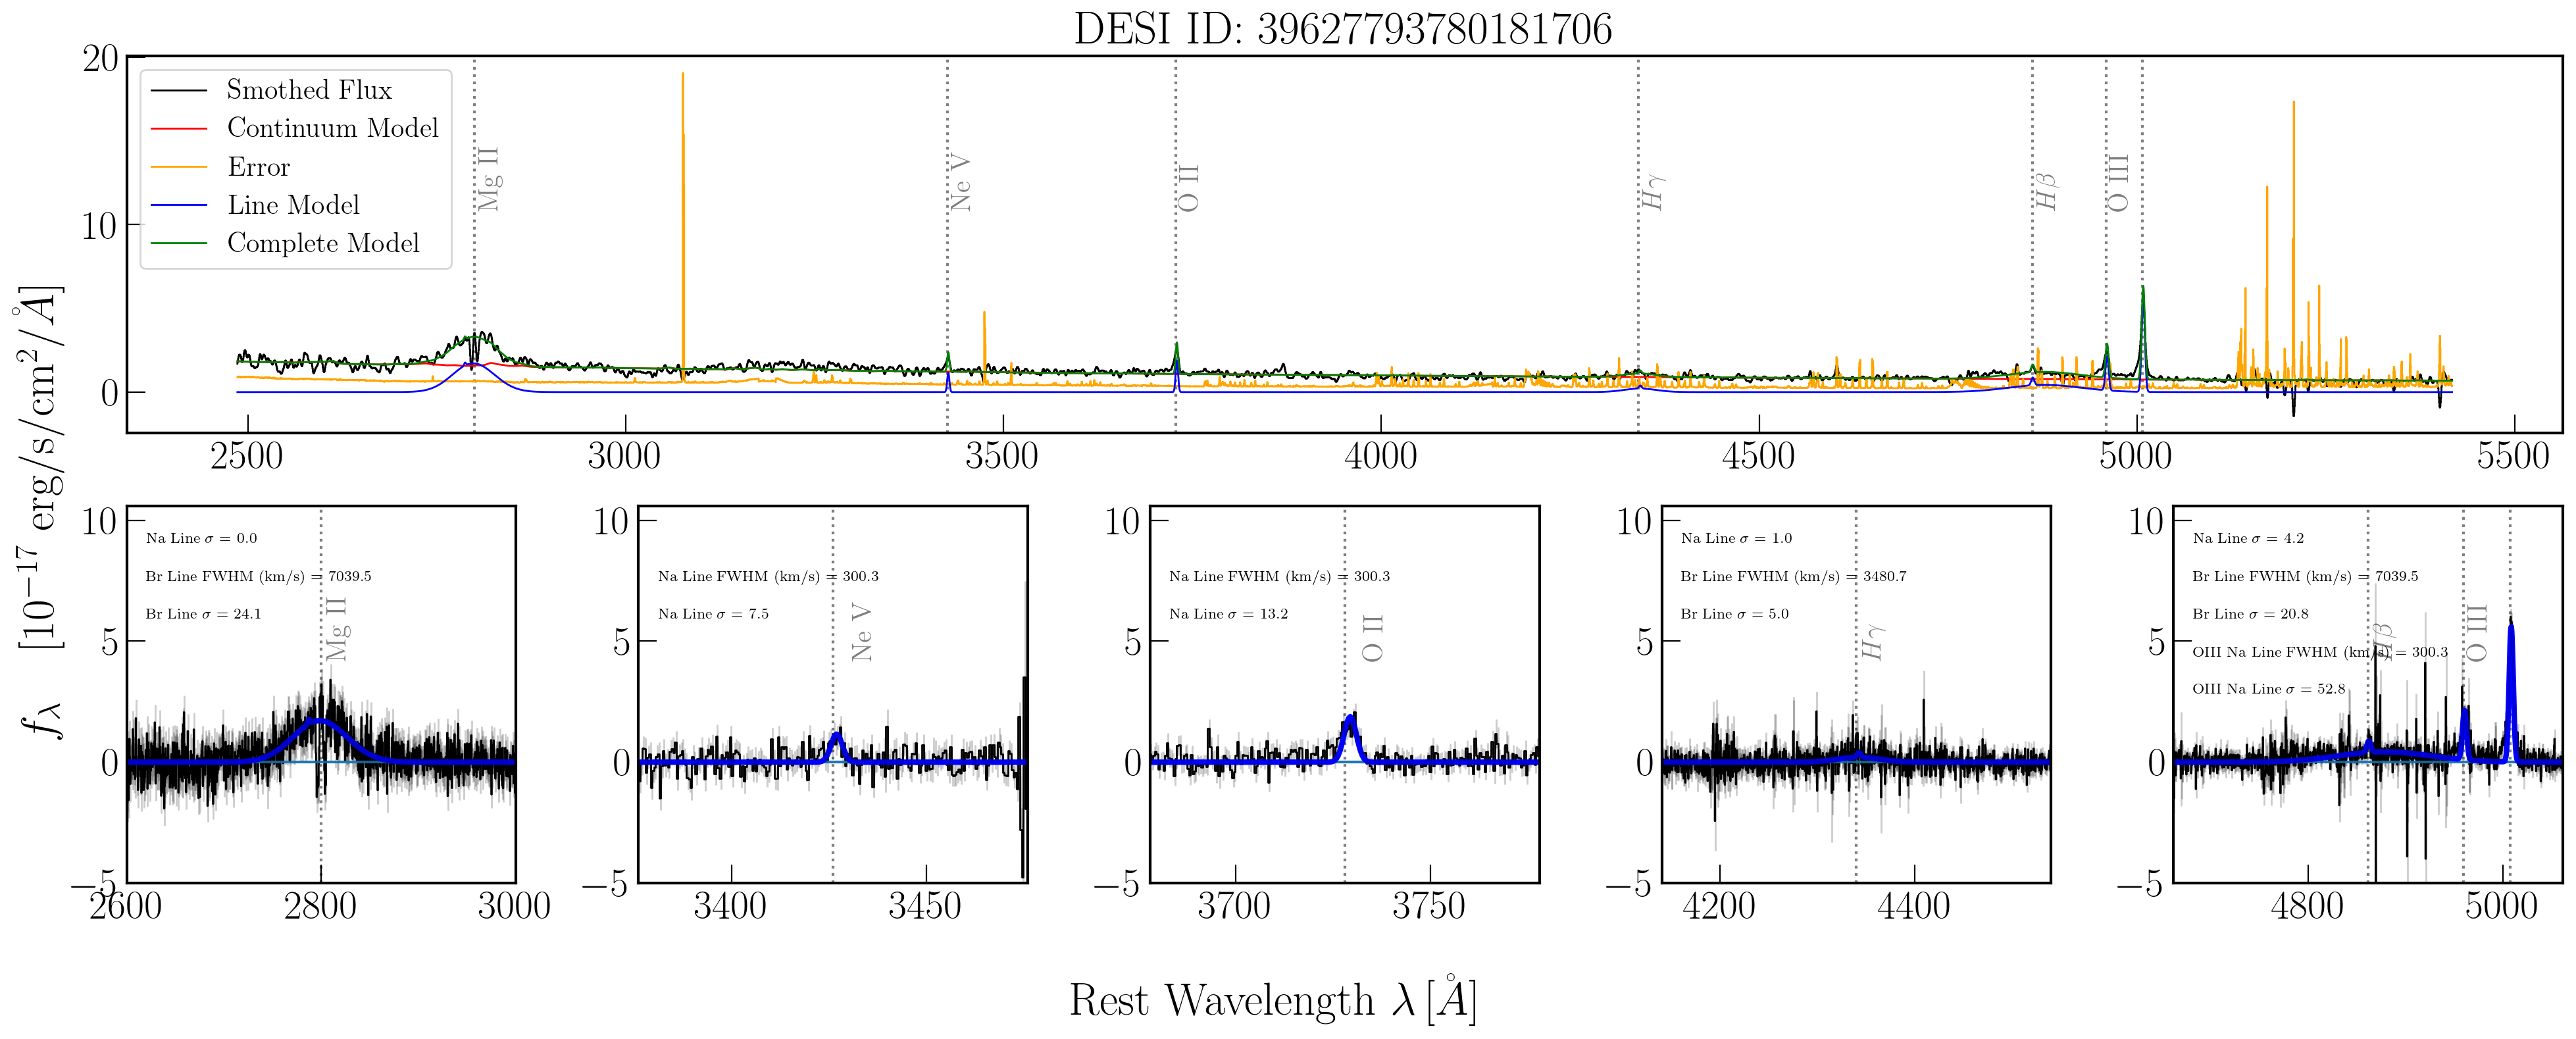 DESI ID: 39627793780181706
20
10
0
Smothed Flux
Continuum Model
Error
Line Model
Complete Model
Mg II
Ne V
O II
Hγ
Hβ
O III
2500 3000 3500 4000 4500 5000 5500
fλ [10−17 erg/s/cm2/Å]
10
5
0
−5
Na Line σ = 0.0
Br Line FWHM (km/s) = 7039.5
Br Line σ = 24.1
Mg II
2600 2800 3000
10
5
0
−5
Na Line FWHM (km/s) = 300.3
Na Line σ = 7.5
Ne V
3400 3450
10
5
0
−5
Na Line FWHM (km/s) = 300.3
Na Line σ = 13.2
O II
3700 3750
10
5
0
−5
Na Line σ = 1.0
Br Line FWHM (km/s) = 3480.7
Br Line σ = 5.0
Hγ
4200 4400
10
5
0
−5
Na Line σ = 4.2
Br Line FWHM (km/s) = 7039.5
Br Line σ = 20.8
OIII Na Line FWHM (km/s) = 300.3
OIII Na Line σ = 52.8
Hβ
O III
4800 5000
Rest Wavelength λ [Å]